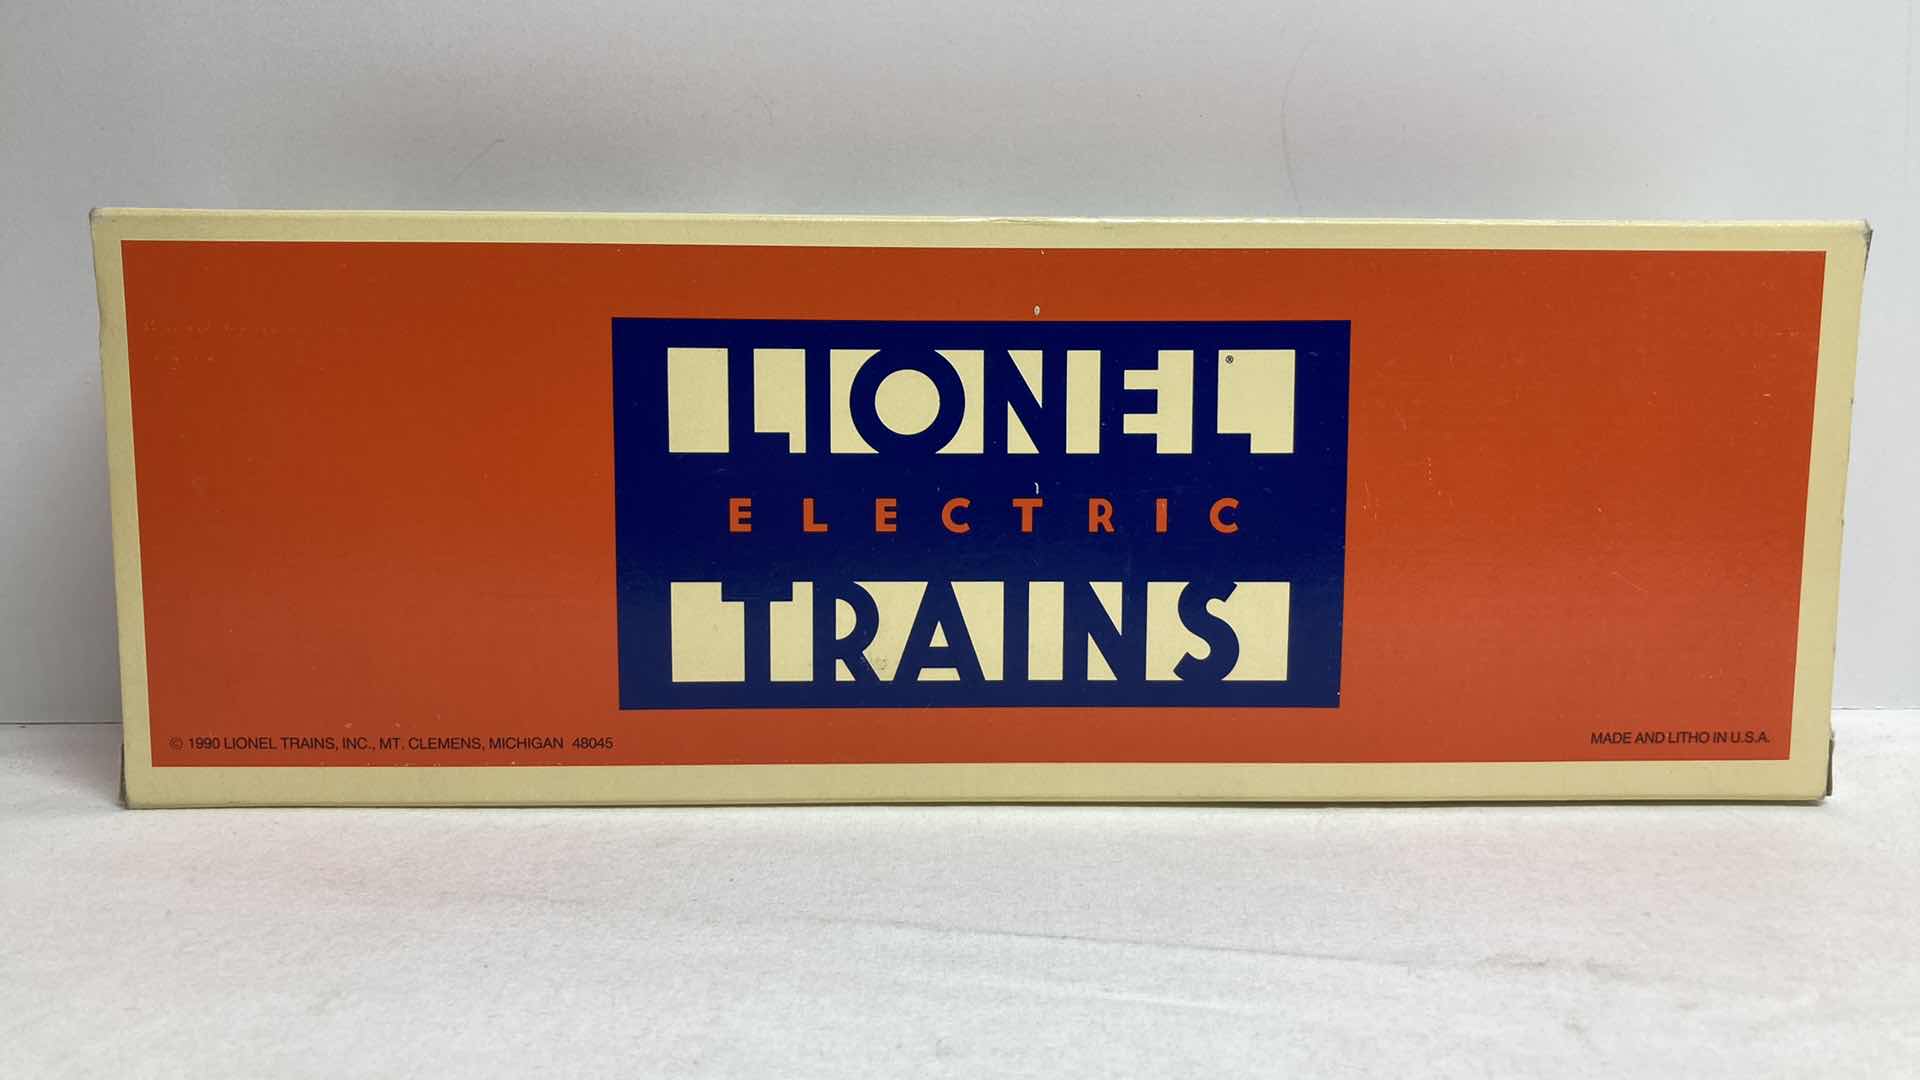 LIONEL®
ELECTRIC
TRAINS
© 1990 LIONEL TRAINS, INC., MT. CLEMENS, MICHIGAN 48045
MADE AND LITHO IN U.S.A.